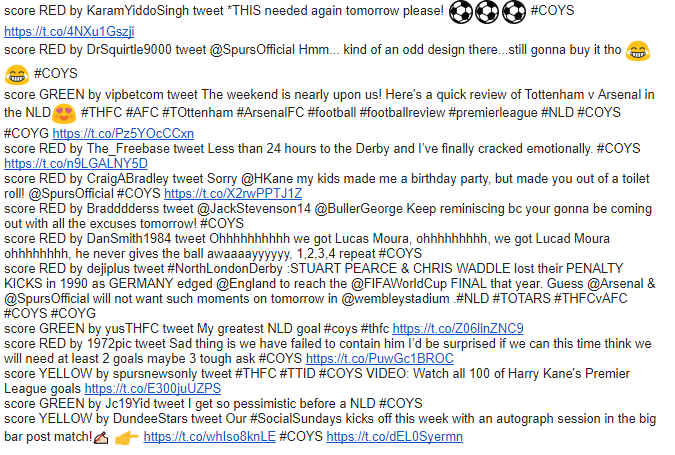 score RED by KaramYiddoSingh tweet *THIS needed again tomorrow please! ⚽⚽⚽ #COYS
https://t.co/4NXu1Gszji
score RED by DrSquirtle9000 tweet @SpursOfficial Hmm... kind of an odd design there...still gonna buy it tho 😂
😂 #COYS
score GREEN by vipbetcom tweet The weekend is nearly upon us! Here's a quick review of Tottenham v Arsenal in
the NLD😍 #THFC #AFC #TOttenham #ArsenalFC #football #footballreview #premierleague #NLD #COYS
#COYG https://t.co/Pz5YOcCCxn
score RED by The_Freebase tweet Less than 24 hours to the Derby and I've finally cracked emotionally. #COYS
https://t.co/n9LGALNY5D
score RED by CraigABradley tweet Sorry @HKane my kids made me a birthday party, but made you out of a toilet
roll! @SpursOfficial #COYS https://t.co/X2rwPPTJ1Z
score RED by Bradddderss tweet @JackStevenson14 @BullerGeorge Keep reminiscing bc your gonna be coming
out with all the excuses tomorrow! #COYS
score RED by DanSmith1984 tweet Ohhhhhhhhhh we got Lucas Moura, ohhhhhhhhh, we got Lucad Moura
ohhhhhhhh, he never gives the ball awaaaayyyyyy, 1,2,3,4 repeat #COYS
score RED by dejiplus tweet #NorthLondonDerby :STUART PEARCE & CHRIS WADDLE lost their PENALTY
KICKS in 1990 as GERMANY edged @England to reach the @FIFAWorldCup FINAL that year. Guess @Arsenal &
@SpursOfficial will not want such moments on tomorrow in @wembleystadium .#NLD #TOTARS #THFCvAFC
#COYS #COYG
score GREEN by yusTHFC tweet My greatest NLD goal #coys #thfc https://t.co/Z06linZNC9
score RED by 1972pic tweet Sad thing is we have failed to contain him I'd be surprised if we can this time think we
will need at least 2 goals maybe 3 tough ask #COYS https://t.co/PuwGc1BROC
score YELLOW by spursnewsonly tweet #THFC #TTID #COYS VIDEO: Watch all 100 of Harry Kane's Premier
League goals https://t.co/E300juUZPS
score GREEN by Jc19Yid tweet I get so pessimistic before a NLD #COYS
score YELLOW by DundeeStars tweet Our #SocialSundays kicks off this week with an autograph session in the big
bar post match!✍ 👉 https://t.co/whIso8knLE #COYS https://t.co/dEL0Syermn